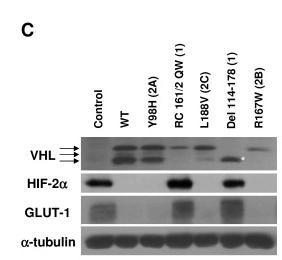 C
Control
WT
Y98H (2A)
RC 161/2 QW (1)
L188V (2C)
Del 114-178 (1)
R167W (2B)
VHL
HIF-2α
GLUT-1
α-tubulin